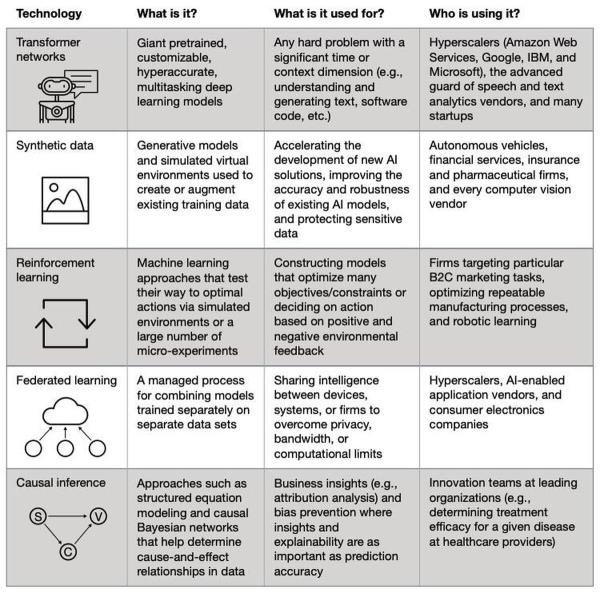 Technology
What is it?
What is it used for?
Who is using it?
Transformer
networks
Giant pretrained,
customizable,
hyperaccurate,
multitasking deep
learning models
Any hard problem with a
significant time or
context dimension (e.g.,
understanding and
generating text, software
code, etc.)
Hyperscalers (Amazon Web
Services, Google, IBM, and
Microsoft), the advanced
guard of speech and text
analytics vendors, and many
startups
Synthetic data
Generative models
and simulated virtual
environments used to
create or augment
existing training data
Accelerating the
development of new AI
solutions, improving the
accuracy and robustness
of existing AI models,
and protecting sensitive
data
Autonomous vehicles,
financial services, insurance
and pharmaceutical firms,
and every computer vision
vendor
Reinforcement
learning
Machine learning
approaches that test
their way to optimal
actions via simulated
environments or a
large number of
micro-experiments
Constructing models
that optimize many
objectives/constraints or
deciding on action
based on positive and
negative environmental
feedback
Firms targeting particular
B2C marketing tasks,
optimizing repeatable
manufacturing processes,
and robotic learning
Federated learning
A managed process
for combining models
trained separately on
separate data sets
Sharing intelligence
between devices,
systems, or firms to
overcome privacy,
bandwidth, or
computational limits
Hyperscalers, AI-enabled
application vendors, and
consumer electronics
companies
Causal inference
S
V
C
Approaches such as
structured equation
modeling and causal
Bayesian networks
that help determine
cause-and-effect
relationships in data
Business insights (e.g.,
attribution analysis) and
bias prevention where
insights and
explainability are as
important as prediction
accuracy
Innovation teams at leading
organizations (e.g.,
determining treatment
efficacy for a given disease
at healthcare providers)